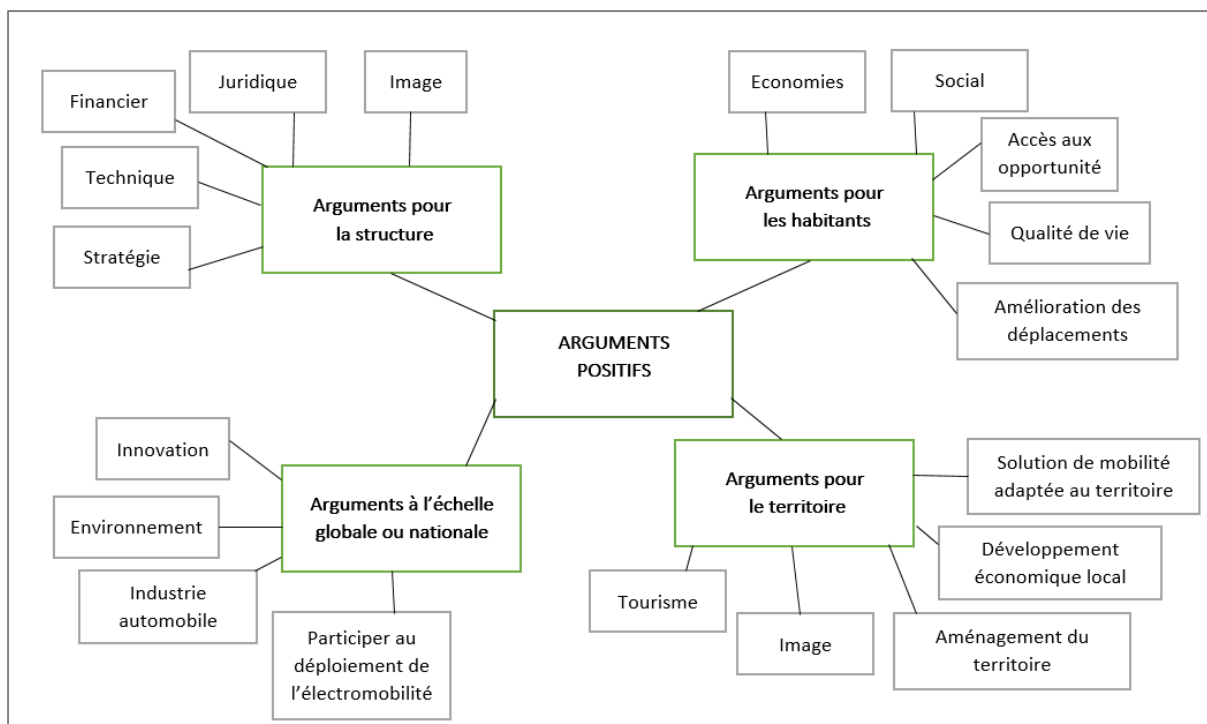 Juridique
Image
Financier
Technique
Stratégie
Arguments pour
la structure
Economies
Social
Accès aux
opportunité
Qualité de vie
Amélioration des
déplacements
Arguments pour
les habitants
ARGUMENTS
POSITIFS
Innovation
Environnement
Industrie
automobile
Participer au
déploiement de
l’électromobilité
Arguments à l’échelle
globale ou nationale
Arguments pour
le territoire
Solution de mobilité
adaptée au territoire
Développement
économique local
Aménagement du
territoire
Image
Tourisme